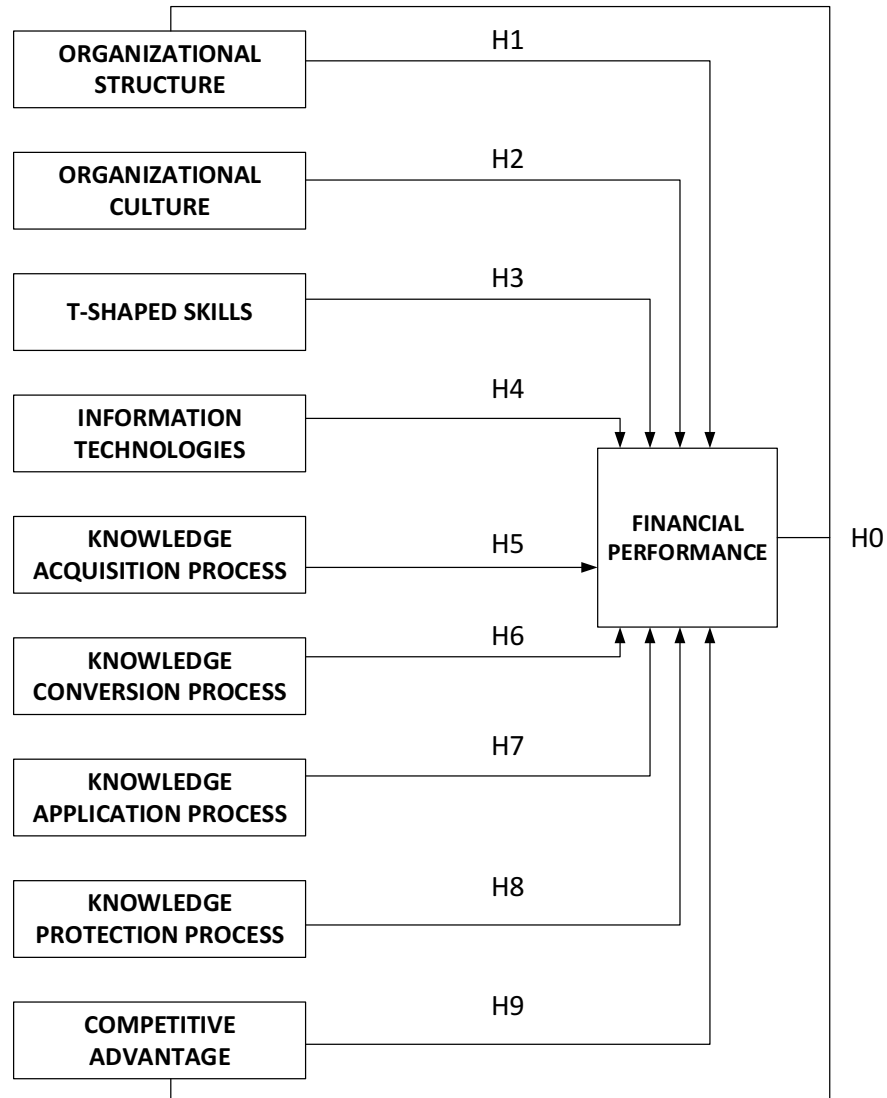 ORGANIZATIONAL
STRUCTURE
H1
ORGANIZATIONAL
CULTURE
H2
T-SHAPED SKILLS
H3
INFORMATION
TECHNOLOGIES
H4
KNOWLEDGE
ACQUISITION PROCESS
H5
FINANCIAL
PERFORMANCE
H0
KNOWLEDGE
CONVERSION PROCESS
H6
KNOWLEDGE
APPLICATION PROCESS
H7
KNOWLEDGE
PROTECTION PROCESS
H8
COMPETITIVE
ADVANTAGE
H9